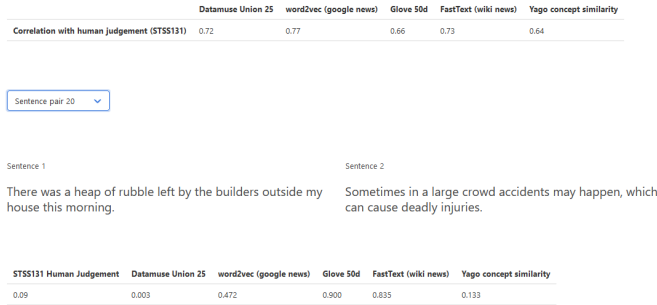 Datamuse Union 25 word2vec (google news) Glove 50d FastText (wiki news) Yago concept similarity
Correlation with human judgement (STSS131) 0.72 0.77 0.66 0.73 0.64
Sentence pair 20
Sentence 1 Sentence 2
There was a heap of rubble left by the builders outside my Sometimes in a large crowd accidents may happen, which
house this morning. can cause deadly injuries.
STSS131 Human Judgement Datamuse Union 25 word2vec (google news) Glove 50d FastText (wiki news) Yago concept similarity
0.09 0.003 0.472 0.900 0.835 0.133